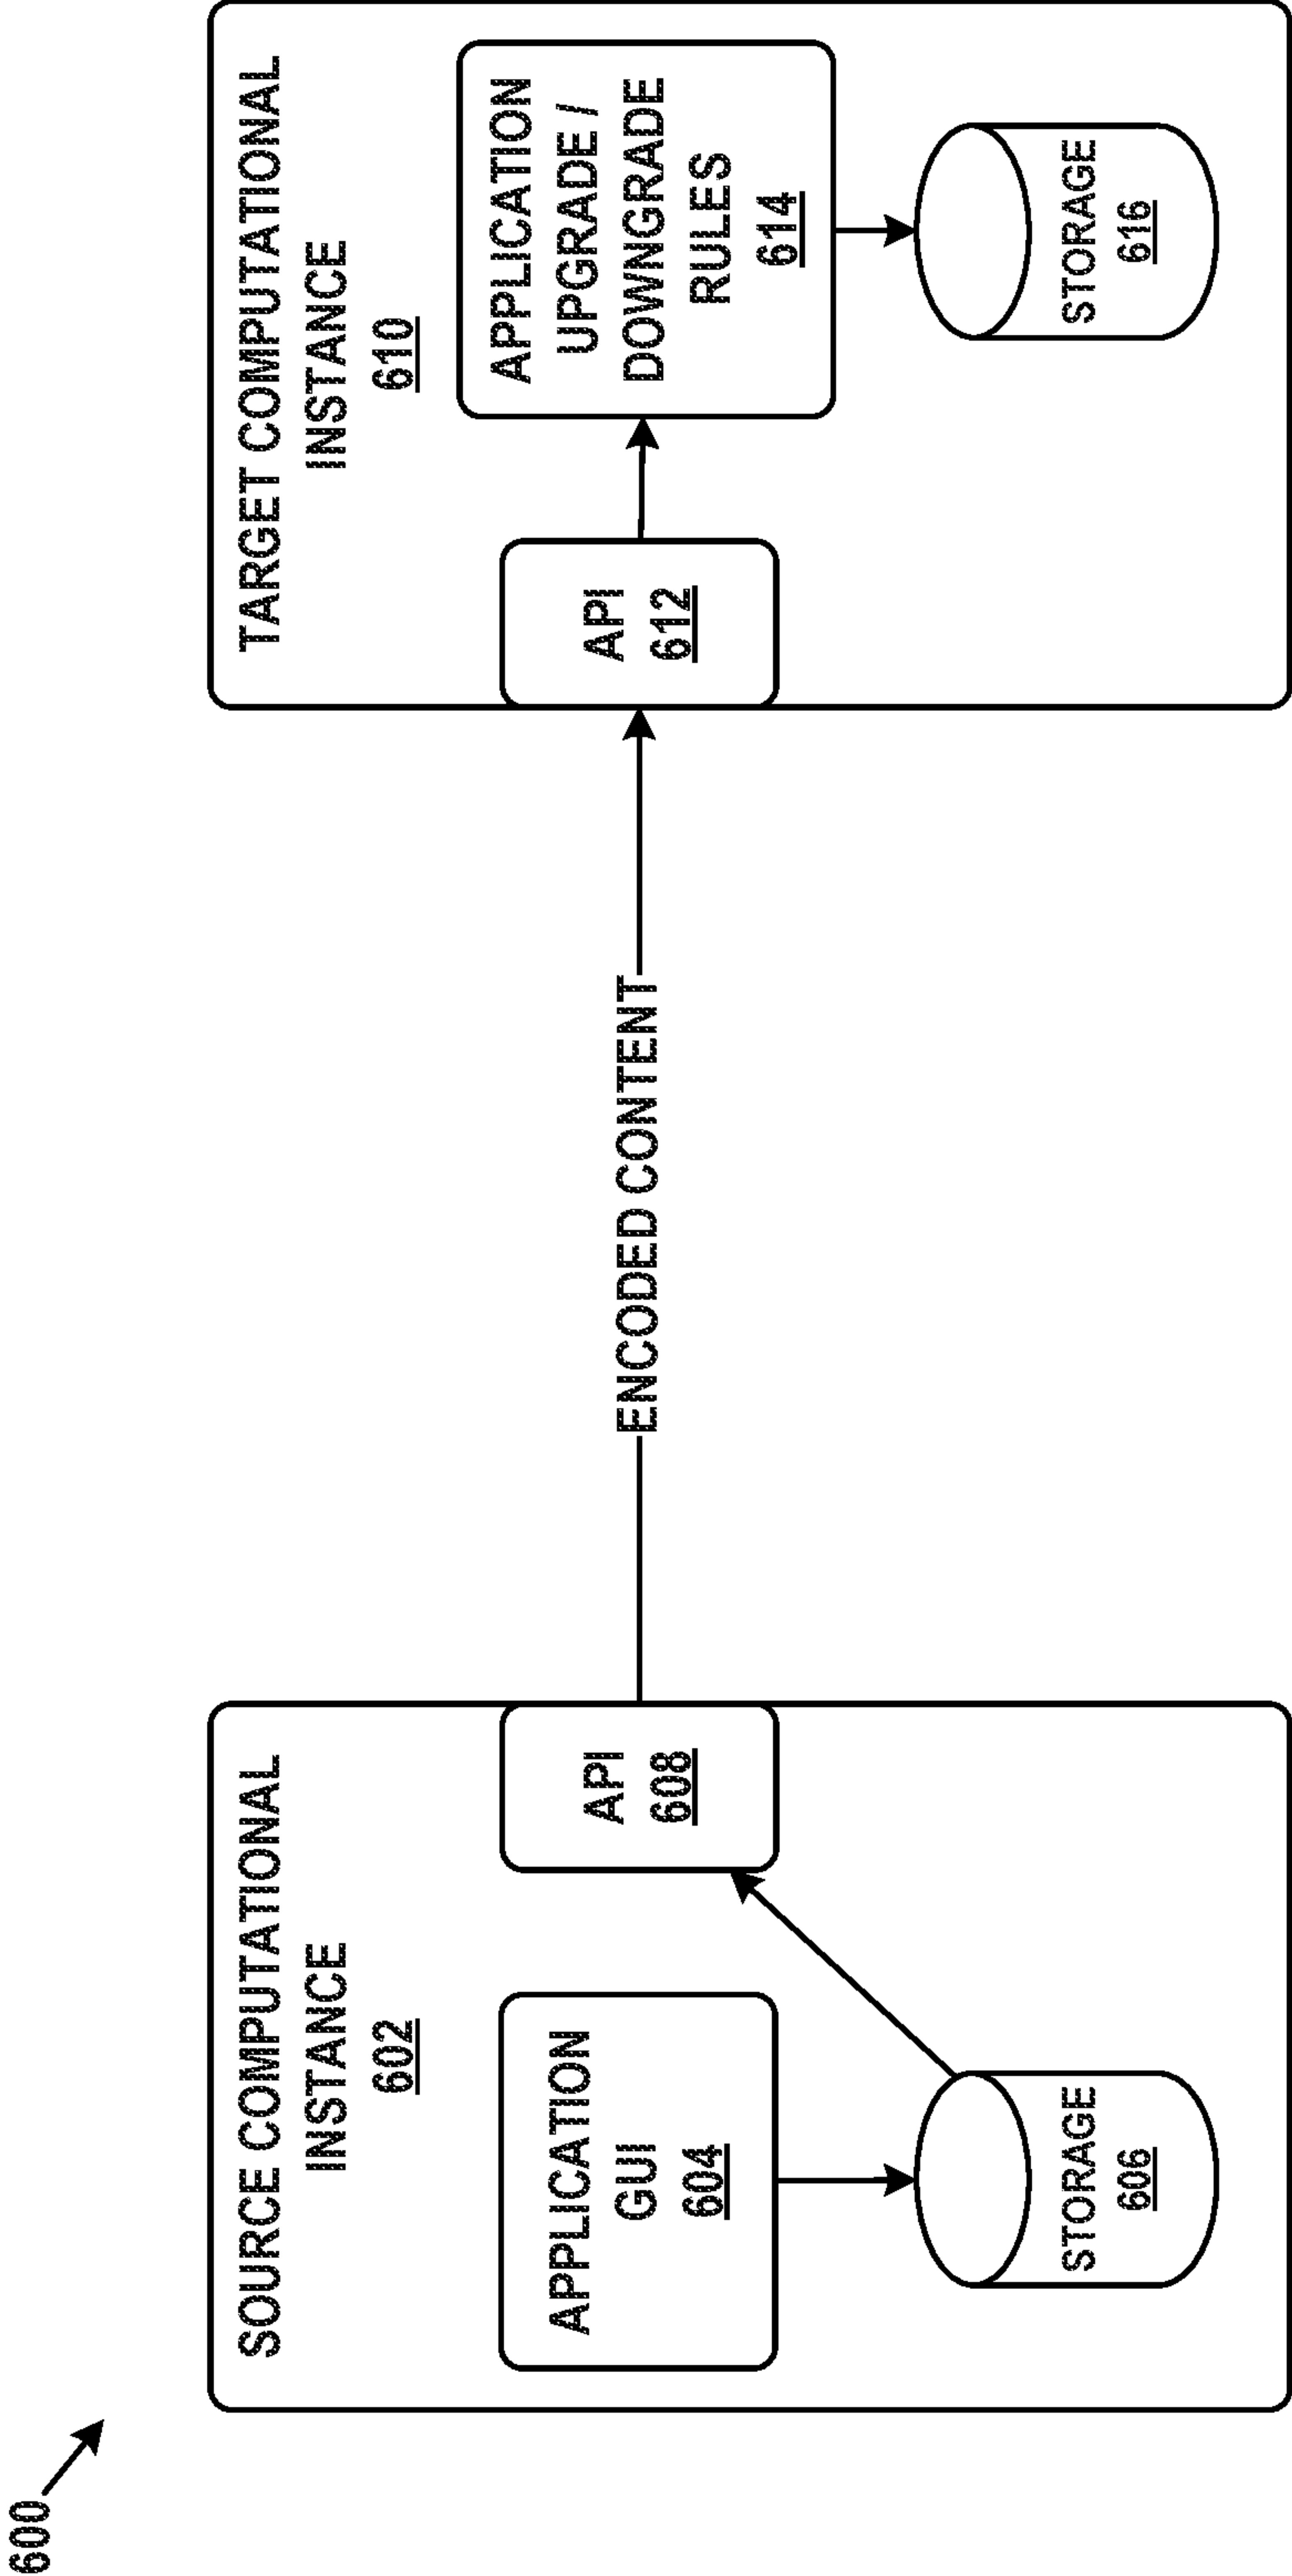 600
SOURCE COMPUTATIONAL
INSTANCE
602
APPLICATION
GUI
604
STORAGE
606
API
608
ENCODED CONTENT
TARGET COMPUTATIONAL
INSTANCE
610
API
612
APPLICATION
UPGRADE /
DOWNGRADE
RULES
614
STORAGE
616